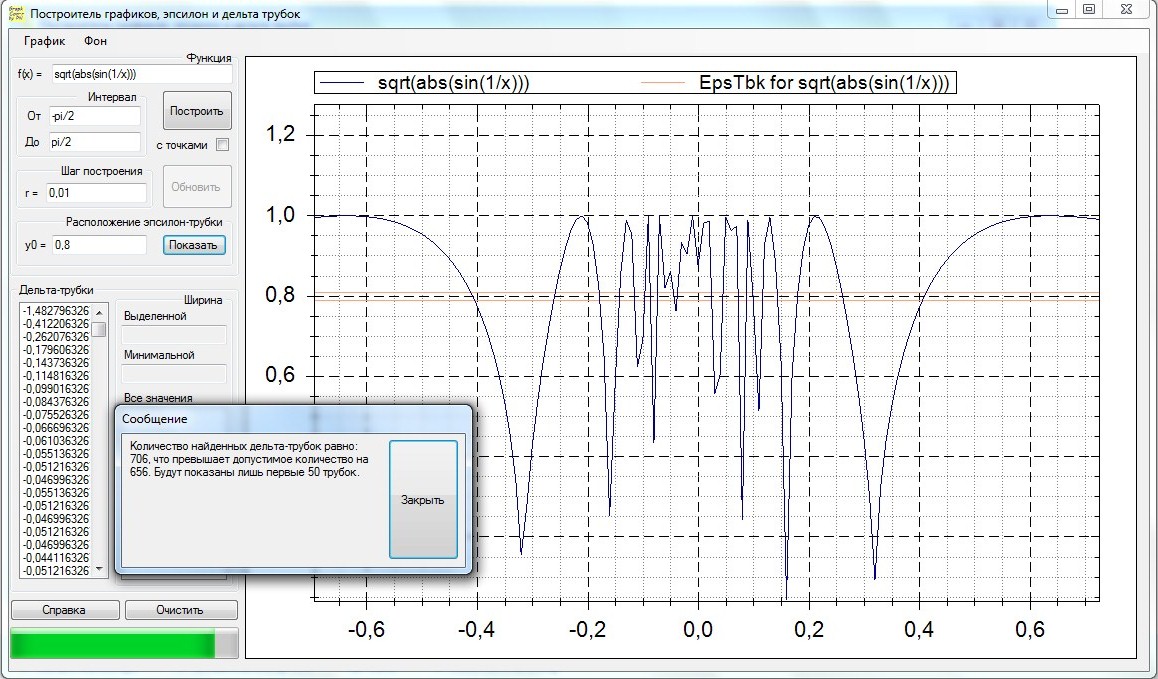 Построитель графиков, эпсилон и дельта трубок
График Фон
Функция
f(x) = sqrt(abs(sin(1/x)))
Интервал
От -pi/2
До pi/2
Построить
с точками
Шаг построения
r = 0,01
Обновить
Расположение эпсилон-трубки
y0 = 0,8
Показать
Дельта-трубки
-1,482796326
-0,412206326
-0,262076326
-0,179606326
-0,143736326
-0,114816326
-0,099016326
-0,084376326
-0,075526326
-0,066696326
-0,061036326
-0,055136326
-0,051216326
-0,046996326
-0,055136326
-0,051216326
-0,046996326
-0,051216326
-0,046996326
-0,044116326
-0,051216326
Ширина
Выделенной
Минимальной
Все значения
Сообщение
Количество найденных дельта-трубок равно:
706, что превышает допустимое количество на
656. Будут показаны лишь первые 50 трубок.
Закрыть
Справка
Очистить
sqrt(abs(sin(1/x)))
EpsTbk for sqrt(abs(sin(1/x)))
1,2
1,0
0,8
0,6
-0,6
-0,4
-0,2
0,0
0,2
0,4
0,6